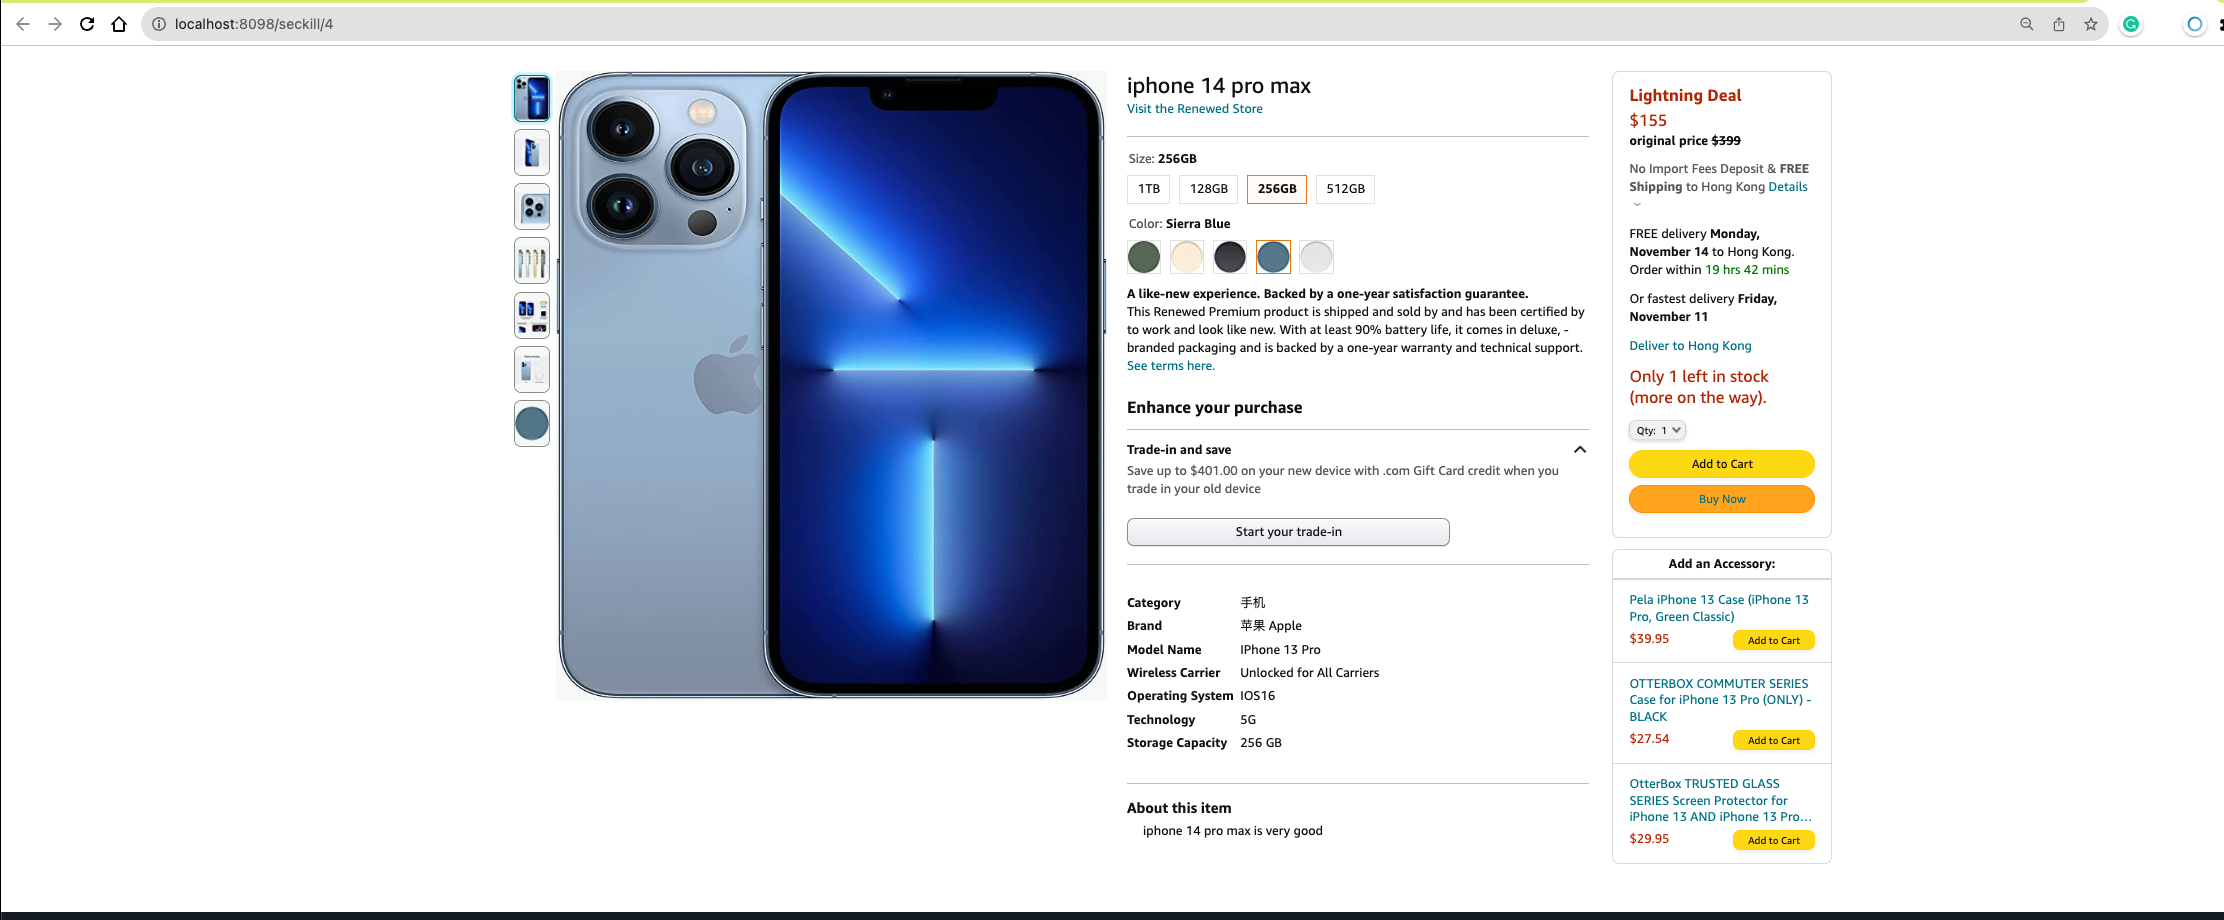 localhost:8098/seckill/4
iphone 14 pro max
Visit the Renewed Store
Size: 256GB
1TB
128GB
256GB
512GB
Color: Sierra Blue
A like-new experience. Backed by a one-year satisfaction guarantee.
This Renewed Premium product is shipped and sold by and has been certified by
to work and look like new. With at least 90% battery life, it comes in deluxe, -
branded packaging and is backed by a one-year warranty and technical support.
See terms here.
Enhance your purchase
Trade-in and save
Save up to $401.00 on your new device with .com Gift Card credit when you
trade in your old device
Start your trade-in
Category 手机
Brand 苹果 Apple
Model Name IPhone 13 Pro
Wireless Carrier Unlocked for All Carriers
Operating System IOS16
Technology 5G
Storage Capacity 256 GB
About this item
iphone 14 pro max is very good
Lightning Deal
$155
original price $399
No Import Fees Deposit & FREE
Shipping to Hong Kong Details
FREE delivery Monday,
November 14 to Hong Kong.
Order within 19 hrs 42 mins
Or fastest delivery Friday,
November 11
Deliver to Hong Kong
Only 1 left in stock
(more on the way).
Qty: 1
Add to Cart
Buy Now
Add an Accessory:
Pela iPhone 13 Case (iPhone 13
Pro, Green Classic)
$39.95
Add to Cart
OTTERBOX COMMUTER SERIES
Case for iPhone 13 Pro (ONLY) -
BLACK
$27.54
Add to Cart
OtterBox TRUSTED GLASS
SERIES Screen Protector for
iPhone 13 AND iPhone 13 Pro...
$29.95
Add to Cart